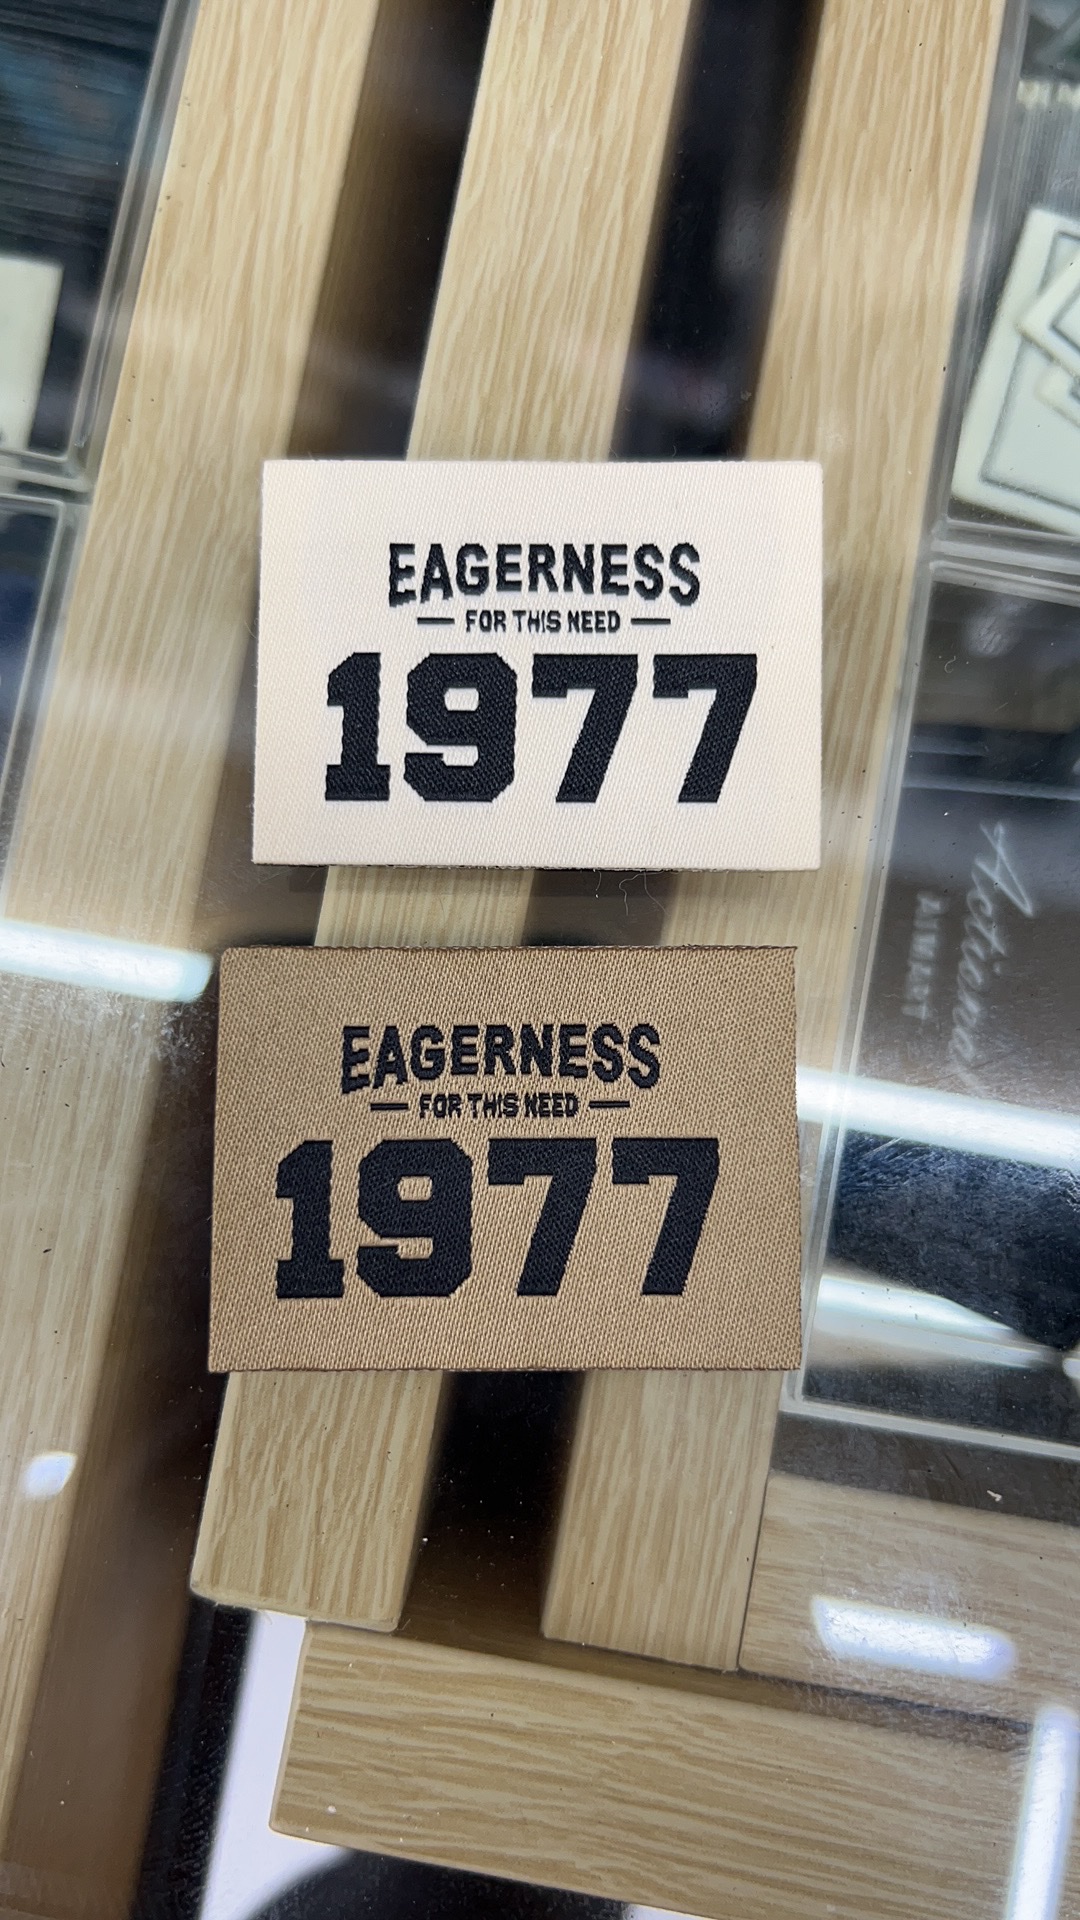 EAGERNESS
— FOR THIS NEED —
1977
EAGERNESS
— FOR THIS NEED —
1977